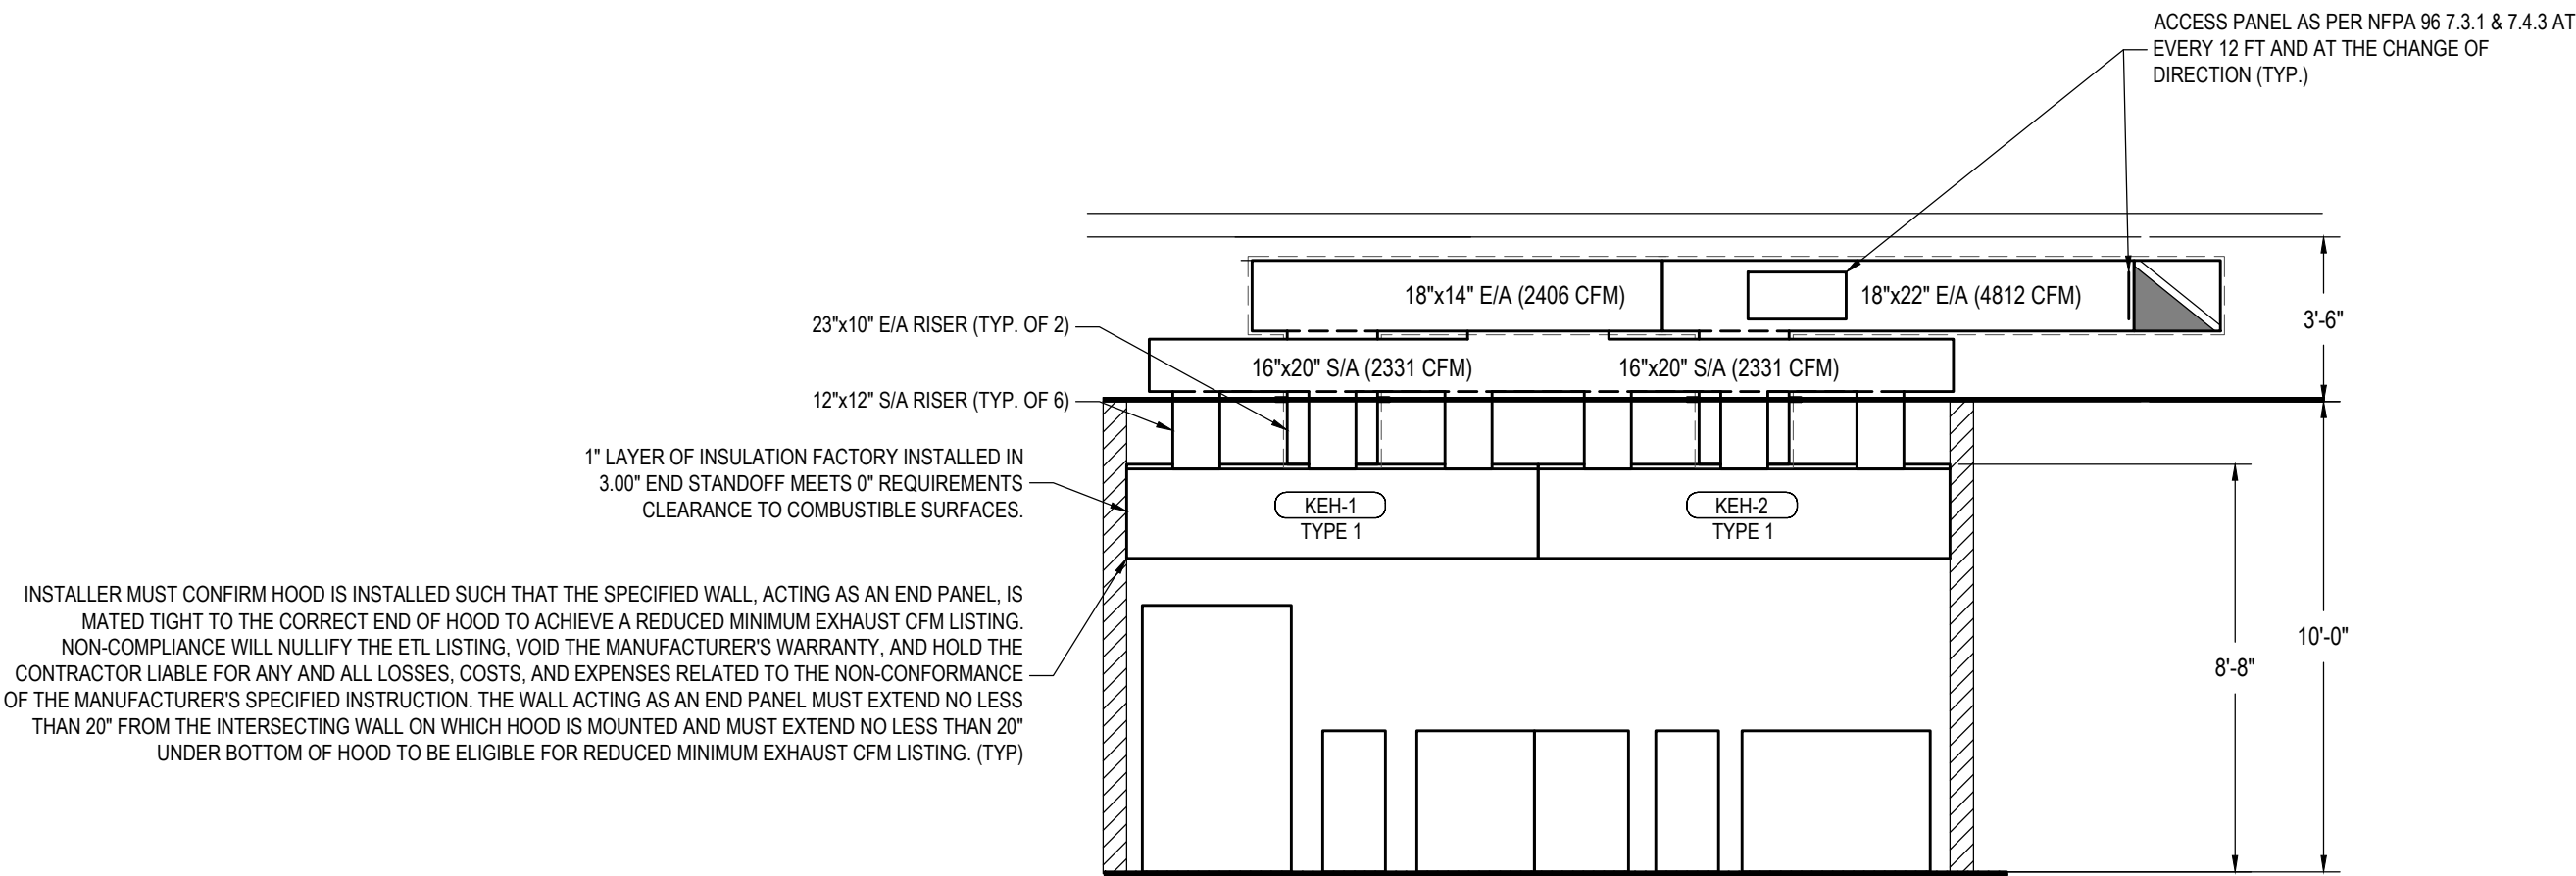 ACCESS PANEL AS PER NFPA 96 7.3.1 & 7.4.3 AT
EVERY 12 FT AND AT THE CHANGE OF
DIRECTION (TYP.)
18"x14" E/A (2406 CFM)
18"x22" E/A (4812 CFM)
3'-6"
23"x10" E/A RISER (TYP. OF 2)
16"x20" S/A (2331 CFM)
16"x20" S/A (2331 CFM)
12"x12" S/A RISER (TYP. OF 6)
1" LAYER OF INSULATION FACTORY INSTALLED IN
3.00" END STANDOFF MEETS 0" REQUIREMENTS
CLEARANCE TO COMBUSTIBLE SURFACES.
KEH-1
TYPE 1
KEH-2
TYPE 1
INSTALLER MUST CONFIRM HOOD IS INSTALLED SUCH THAT THE SPECIFIED WALL, ACTING AS AN END PANEL, IS
MATED TIGHT TO THE CORRECT END OF HOOD TO ACHIEVE A REDUCED MINIMUM EXHAUST CFM LISTING.
NON-COMPLIANCE WILL NULLIFY THE ETL LISTING, VOID THE MANUFACTURER'S WARRANTY, AND HOLD THE
CONTRACTOR LIABLE FOR ANY AND ALL LOSSES, COSTS, AND EXPENSES RELATED TO THE NON-CONFORMANCE
OF THE MANUFACTURER'S SPECIFIED INSTRUCTION. THE WALL ACTING AS AN END PANEL MUST EXTEND NO LESS
THAN 20" FROM THE INTERSECTING WALL ON WHICH HOOD IS MOUNTED AND MUST EXTEND NO LESS THAN 20"
UNDER BOTTOM OF HOOD TO BE ELIGIBLE FOR REDUCED MINIMUM EXHAUST CFM LISTING. (TYP)
10'-0"
8'-8"